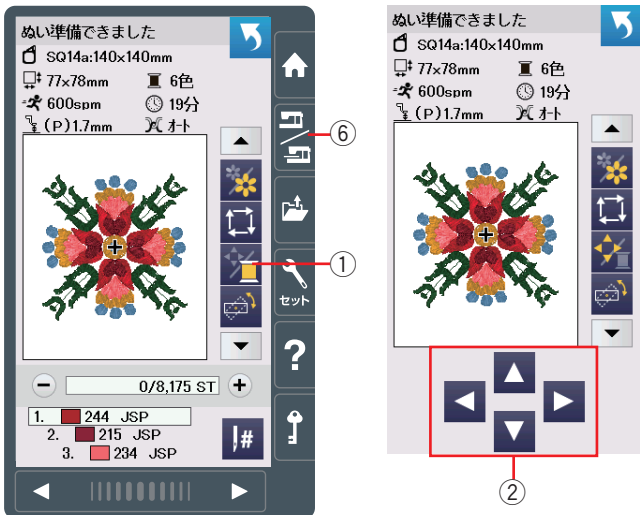 ぬい準備できました
SQ14a:140×140mm
77×78mm 6色
600spm 19分
(P)1.7mm オート
セット
?
− 0/8,175 ST +
1. 244 JSP
2. 215 JSP
3. 234 JSP
#
⑥
①
ぬい準備できました
SQ14a:140×140mm
77×78mm 6色
600spm 19分
(P)1.7mm オート
②